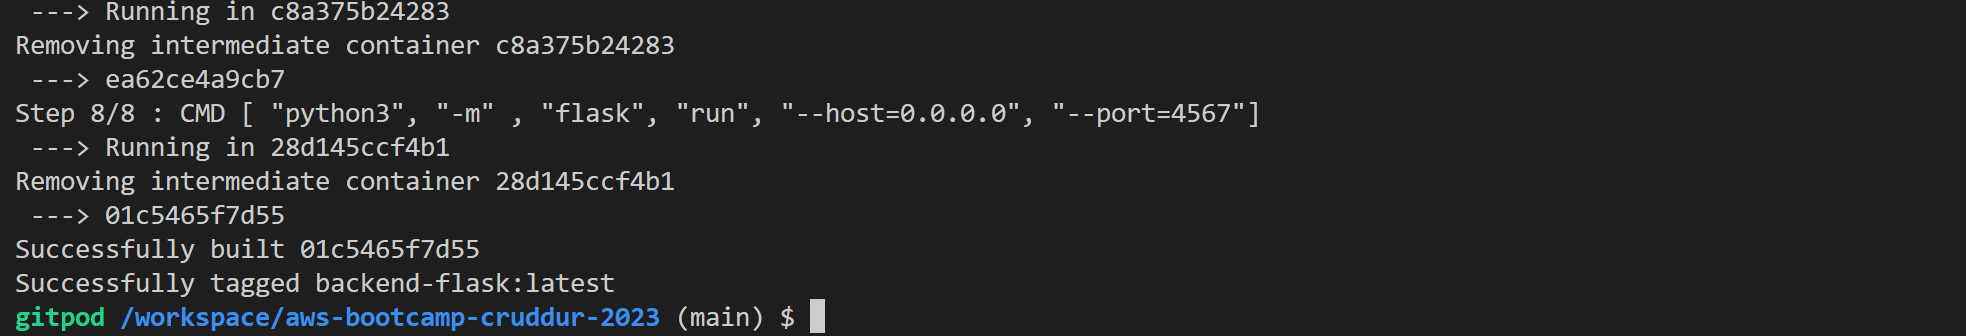 ---> Running in c8a375b24283
Removing intermediate container c8a375b24283
---> ea62ce4a9cb7
Step 8/8 : CMD [ "python3", "-m" , "flask", "run", "--host=0.0.0.0", "--port=4567"]
---> Running in 28d145ccf4b1
Removing intermediate container 28d145ccf4b1
---> 01c5465f7d55
Successfully built 01c5465f7d55
Successfully tagged backend-flask:latest
gitpod /workspace/aws-bootcamp-cruddur-2023 (main) $